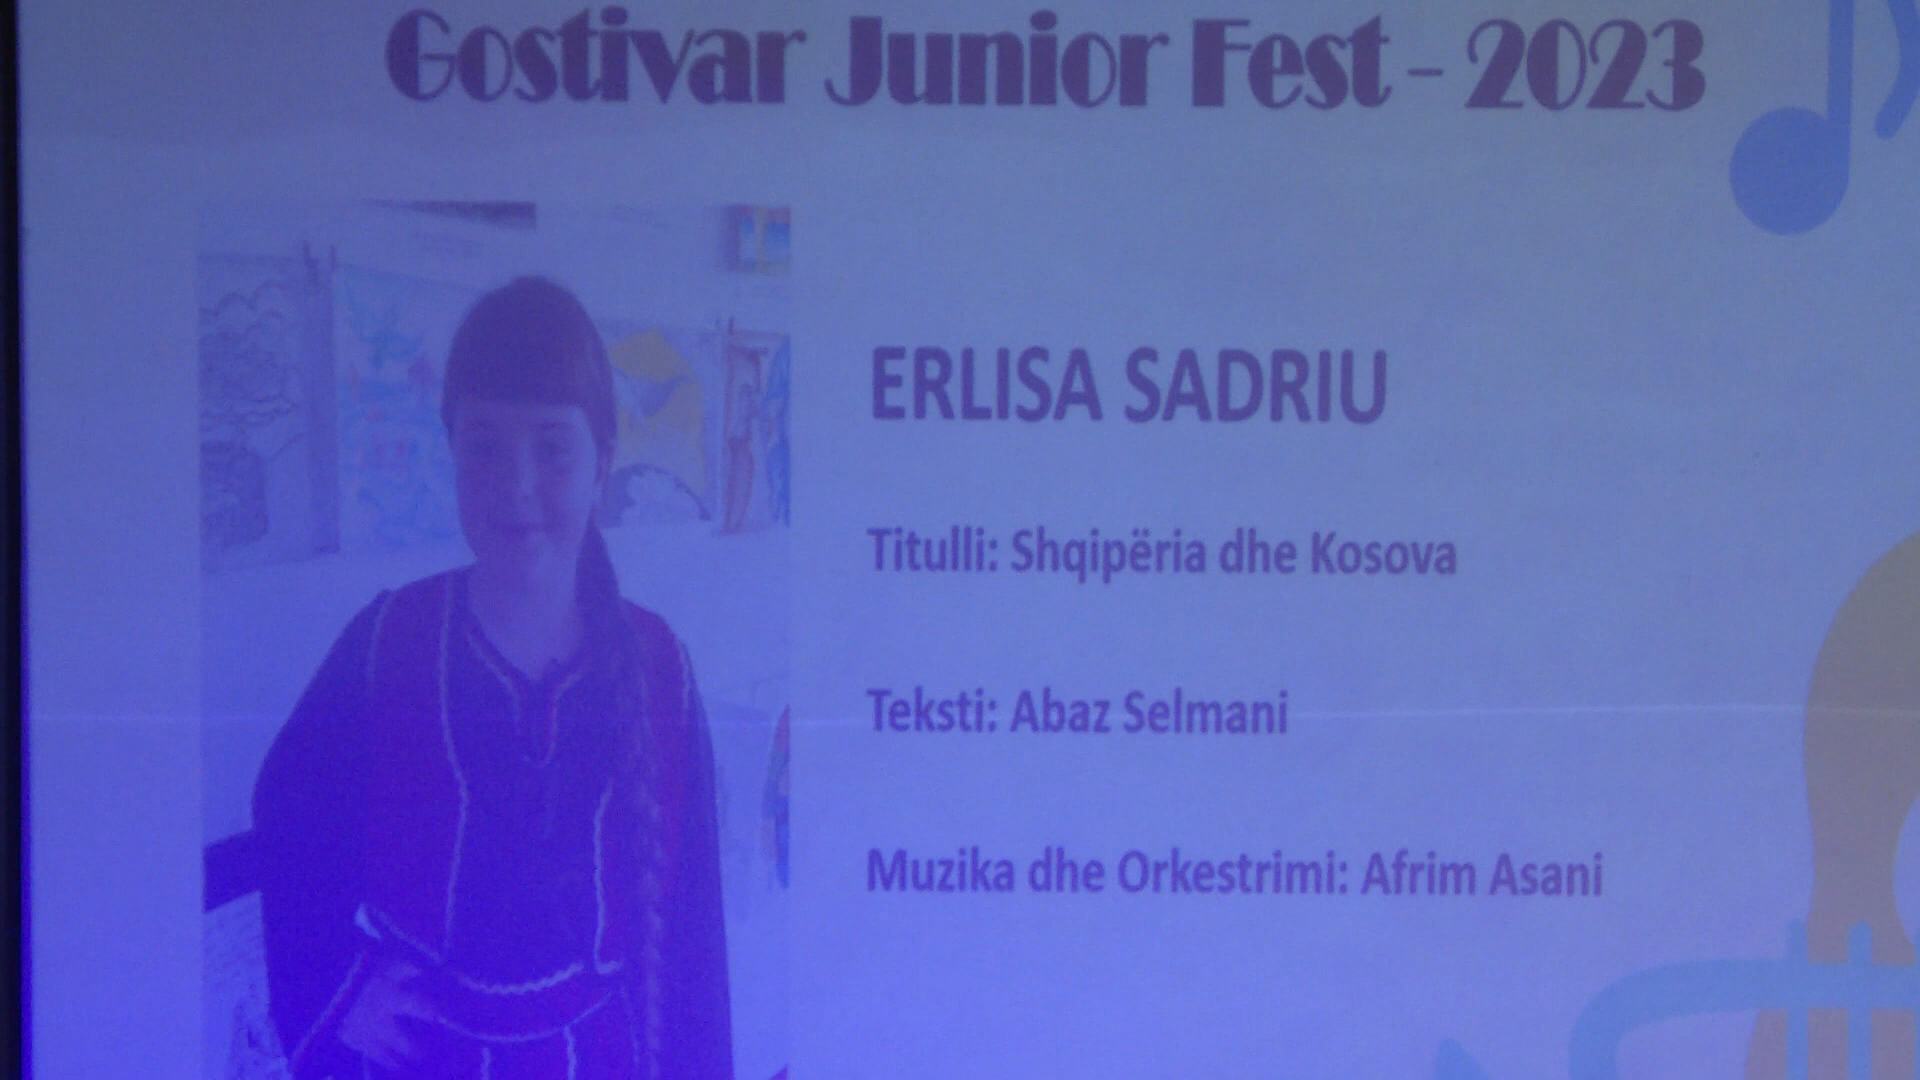 Gostivar Junior Fest - 2023
ERLISA SADRIU
Titulli: Shqipëria dhe Kosova
Teksti: Abaz Selmani
Muzika dhe Orkestrimi: Afrim Asani